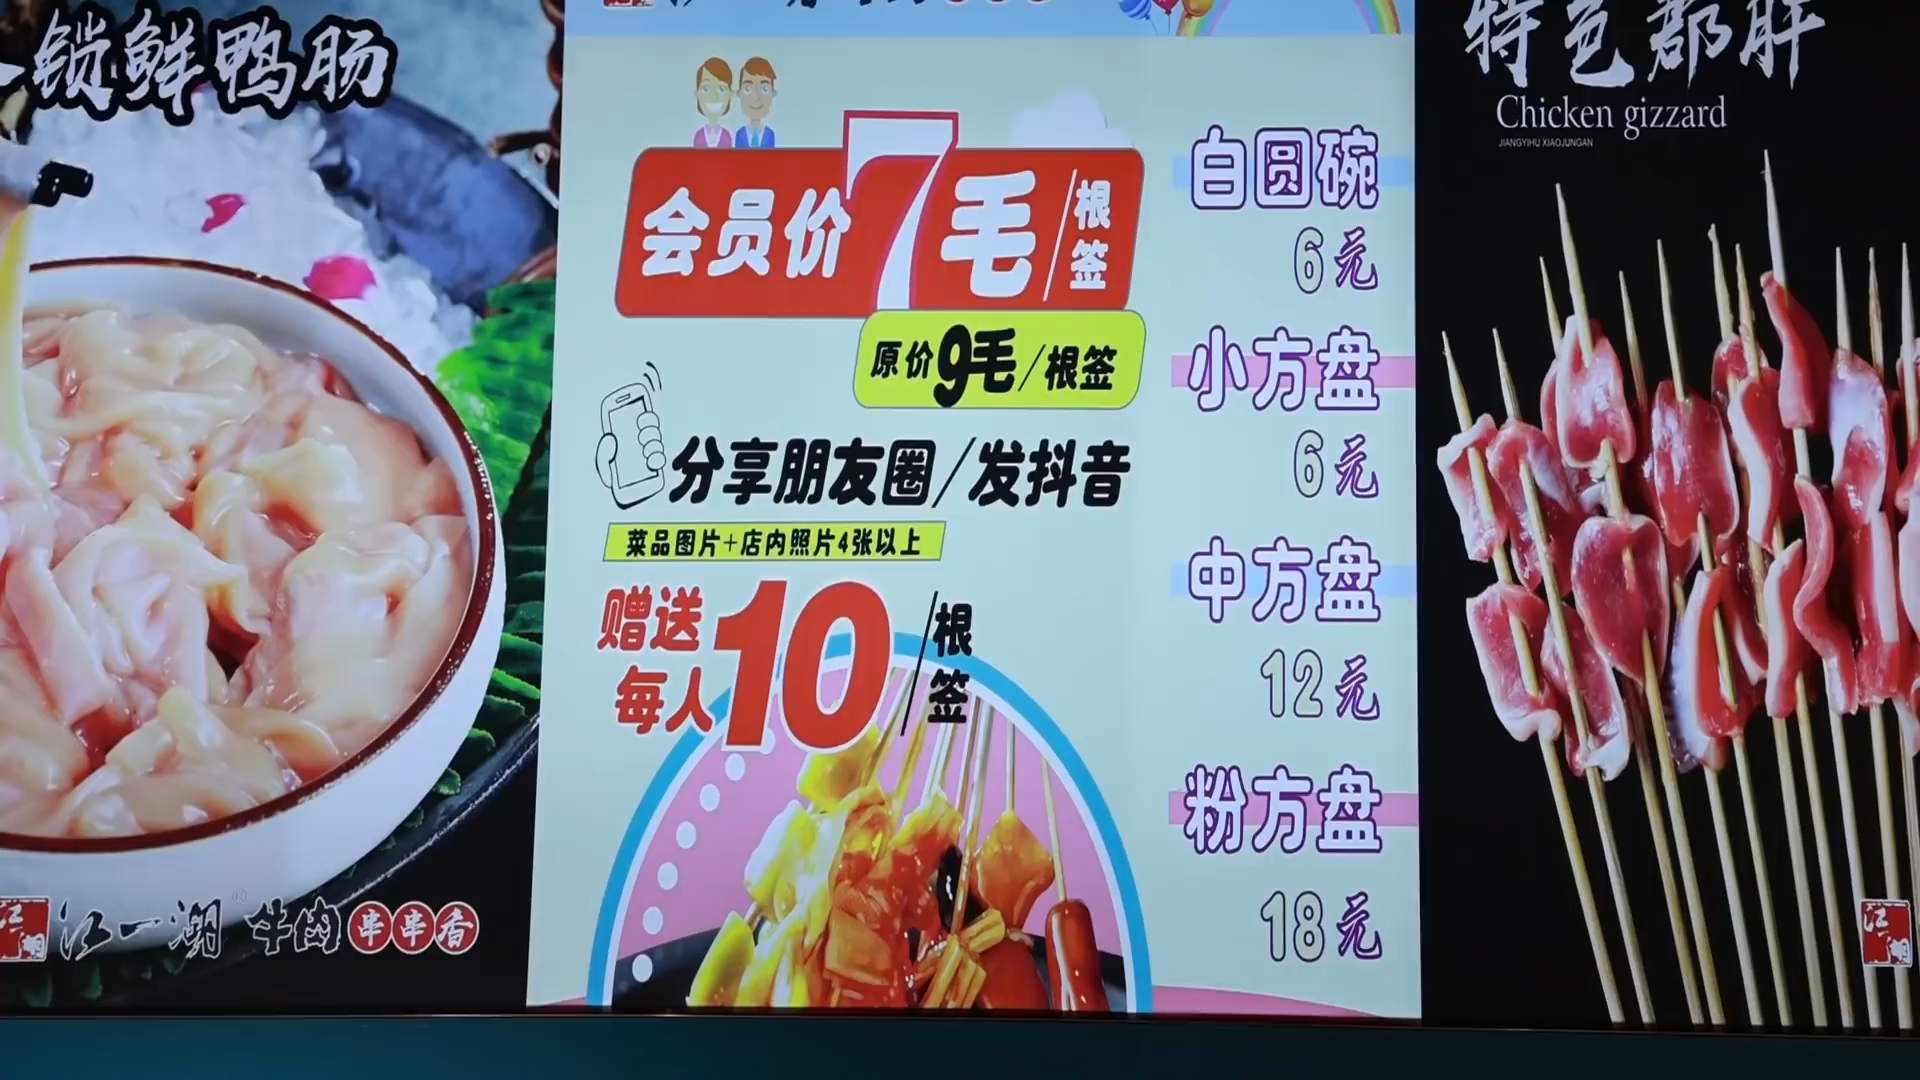 锁鲜鸭肠
江一湖牛肉串串香
会员价7毛/根签
原价9毛/根签
分享朋友圈/发抖音
菜品图片+店内照片4张以上
赠送
每人10/根签
白圆碗
6元
小方盘
6元
中方盘
12元
粉方盘
18元
特色郡肝
Chicken gizzard
JIANGYIHU XIAOJUNGAN
江一湖